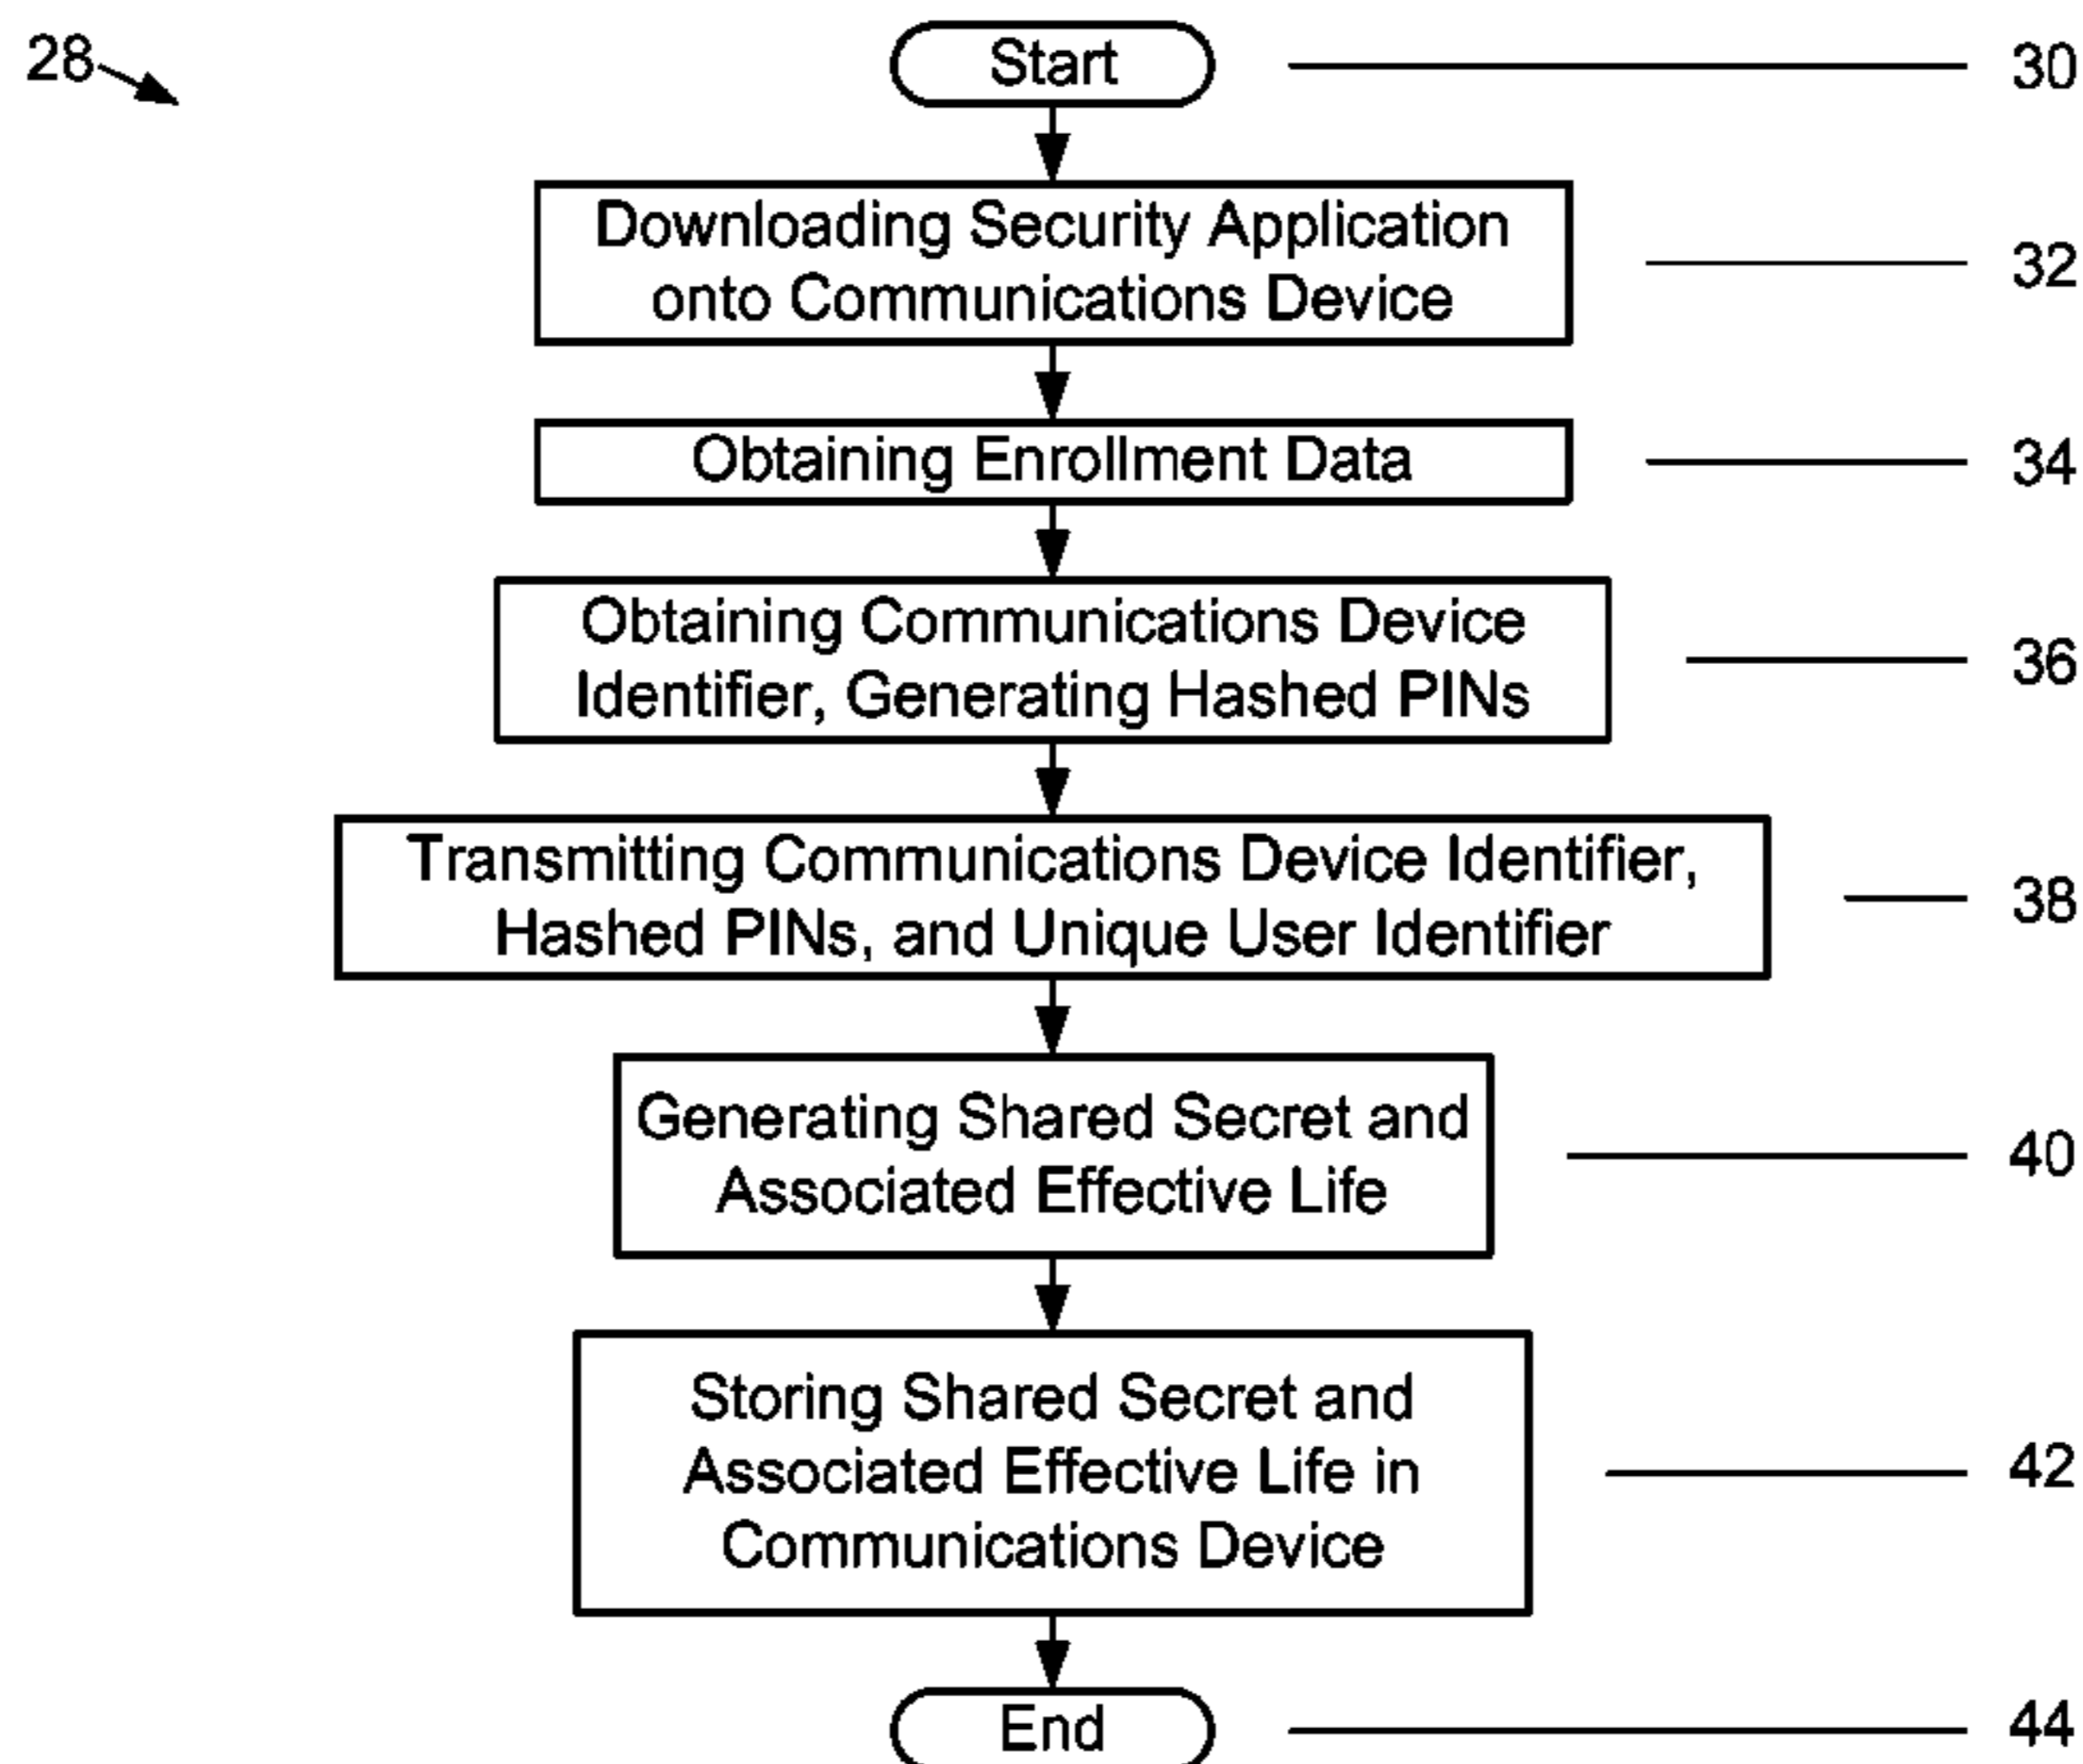 28
Start
30
Downloading Security Application
onto Communications Device
32
Obtaining Enrollment Data
34
Obtaining Communications Device
Identifier, Generating Hashed PINs
36
Transmitting Communications Device Identifier,
Hashed PINs, and Unique User Identifier
38
Generating Shared Secret and
Associated Effective Life
40
Storing Shared Secret and
Associated Effective Life in
Communications Device
42
End
44